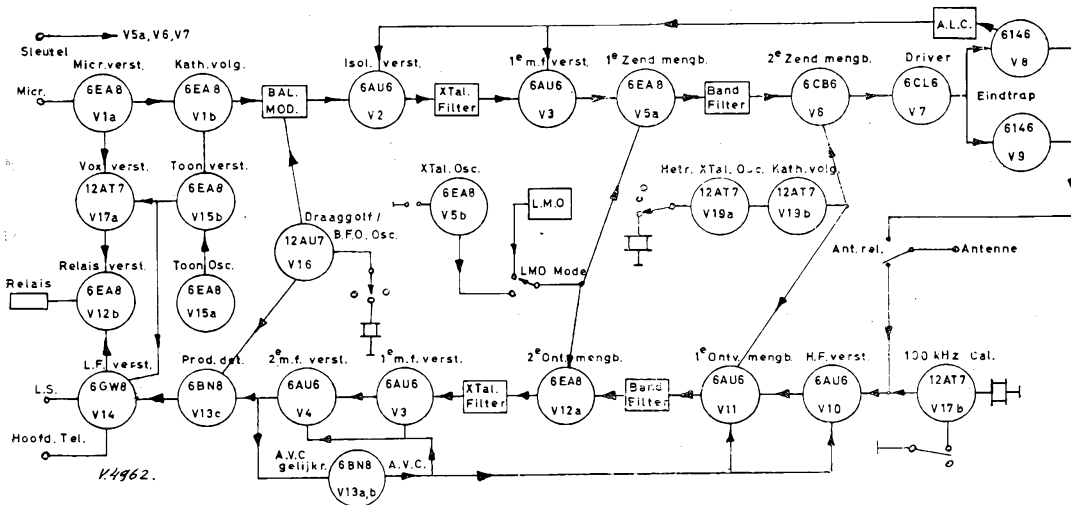 Sleutel
V5a,V6,V7
Micr.
Micr.verst.
6EA8
V1a
Kath.volg.
6EA8
V1b
BAL.
MOD.
Isol. verst.
6AU6
V2
XTal.
Filter
1e m.f verst.
6AU6
V3
1e Zend mengb.
6EA8
V5a
Band
Filter
2e Zend mengb.
6CB6
V6
Driver
6CL6
V7
A.L.C.
6146
V8
Eindtrap
6146
V9
Vox verst.
12AT7
V17a
Toon verst.
6EA8
V15b
Draaggolf/
B.F.O. Osc.
12AU7
V16
XTal. Osc.
6EA8
V5b
L.M.O
LMO Mode
Hetr. XTal. Osc.
12AT7
V19a
Kath.volg.
12AT7
V19b
Ant.rel.
Antenne
Relais
Relais verst.
6EA8
V12b
Toon Osc.
6EA8
V15a
L.S.
Hoofd. Tel.
L.F. verst.
6GW8
V14
Prod. det.
6BN8
V13c
2e m.f. verst.
6AU6
V4
1e m.f. verst.
6AU6
V3
XTal.
Filter
2e Ont. mengb.
6EA8
V12a
Band
Filter
1e Ontv. mengb.
6AU6
V11
H.F. verst.
6AU6
V10
100 kHz Cal.
12AT7
V17b
A.V.C
gelijkr.
6BN8
V13a,b
A.V.C.
V.4962.